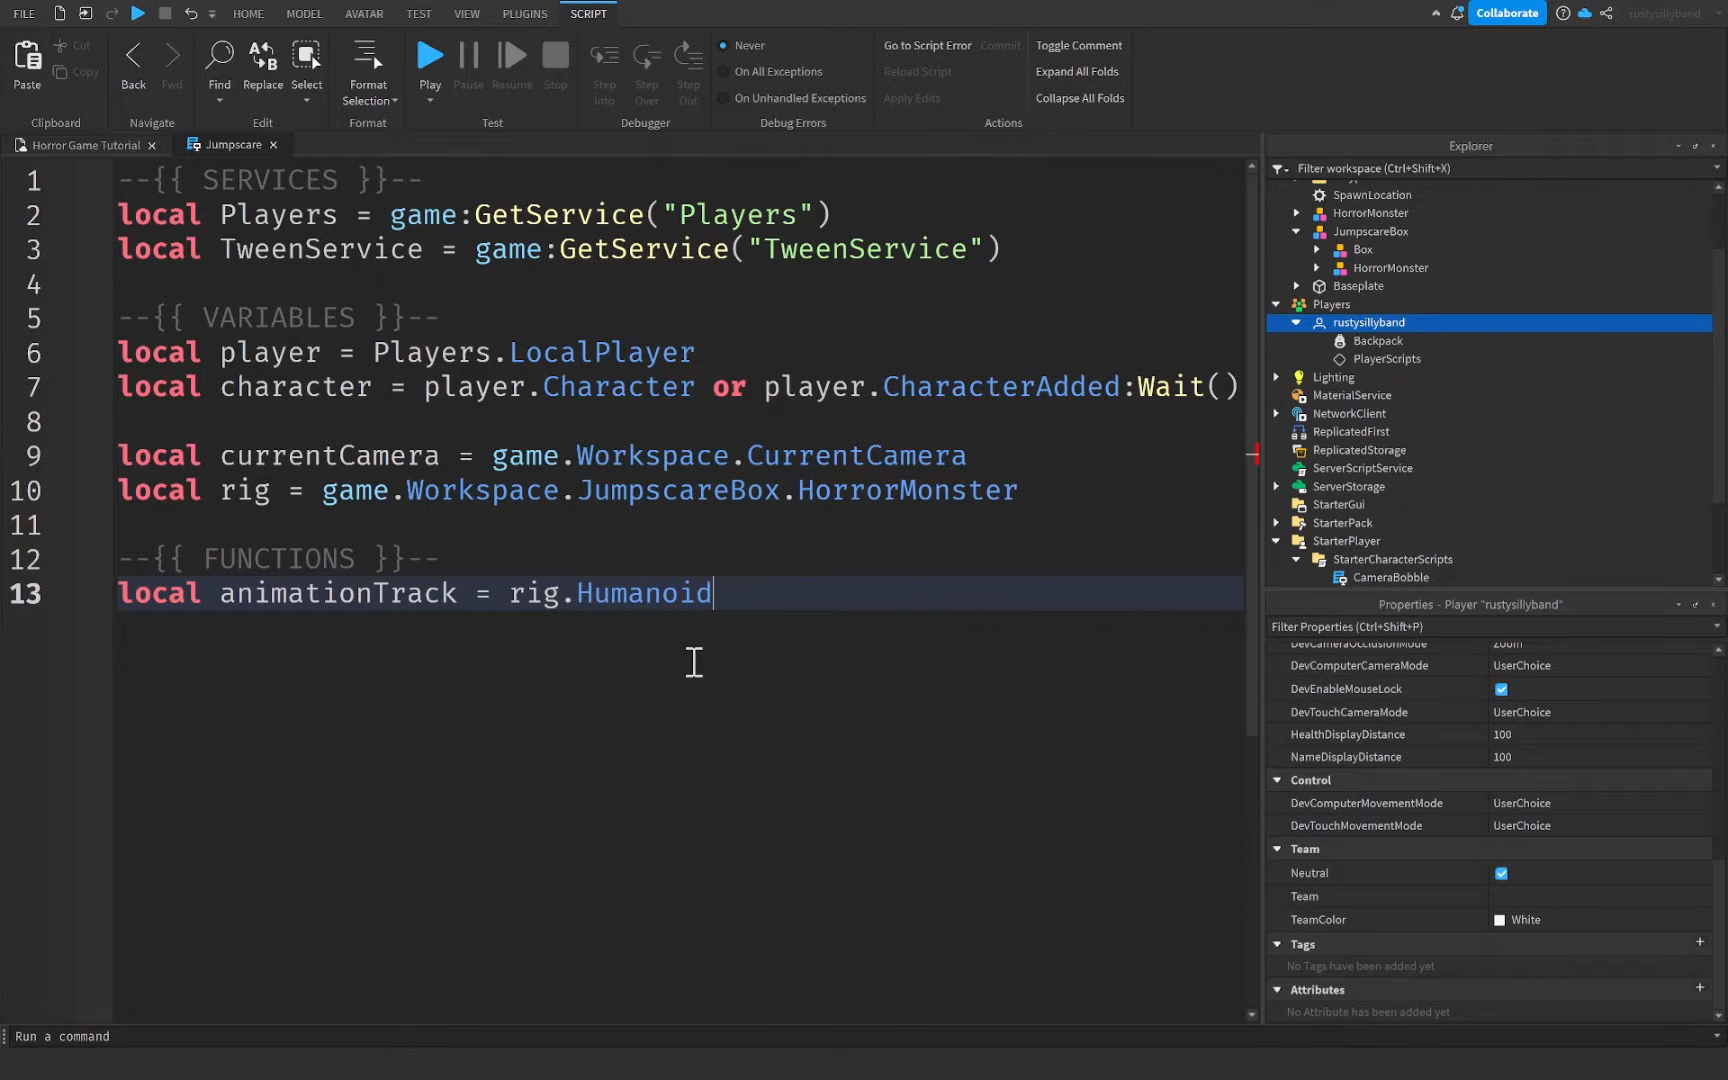 FILE HOME MODEL AVATAR TEST VIEW PLUGINS SCRIPT Collaborate rustysillyband
Paste Cut Copy Back Fwd Find Replace Select Format Selection Play Pause Resume Stop Step Into Step Over Step Out
Never
On All Exceptions
On Unhandled Exceptions
Go to Script Error Commit
Reload Script
Apply Edits
Toggle Comment
Expand All Folds
Collapse All Folds
Clipboard Navigate Edit Format Test Debugger Debug Errors Actions
Horror Game Tutorial × Jumpscare ×
1 --{{ SERVICES }}--
2 local Players = game:GetService("Players")
3 local TweenService = game:GetService("TweenService")
4
5 --{{ VARIABLES }}--
6 local player = Players.LocalPlayer
7 local character = player.Character or player.CharacterAdded:Wait()
8
9 local currentCamera = game.Workspace.CurrentCamera
10 local rig = game.Workspace.JumpscareBox.HorrorMonster
11
12 --{{ FUNCTIONS }}--
13 local animationTrack = rig.Humanoid
Explorer
Filter workspace (Ctrl+Shift+X)
SpawnLocation
HorrorMonster
JumpscareBox
Box
HorrorMonster
Baseplate
Players
rustysillyband
Backpack
PlayerScripts
Lighting
MaterialService
NetworkClient
ReplicatedFirst
ReplicatedStorage
ServerScriptService
ServerStorage
StarterGui
StarterPack
StarterPlayer
StarterCharacterScripts
CameraBobble
Properties - Player "rustysillyband"
Filter Properties (Ctrl+Shift+P)
DevCameraOcclusionMode Zoom
DevComputerCameraMode UserChoice
DevEnableMouseLock
DevTouchCameraMode UserChoice
HealthDisplayDistance 100
NameDisplayDistance 100
Control
DevComputerMovementMode UserChoice
DevTouchMovementMode UserChoice
Team
Neutral
Team
TeamColor White
Tags +
No Tags have been added yet
Attributes +
No Attribute has been added yet
Run a command